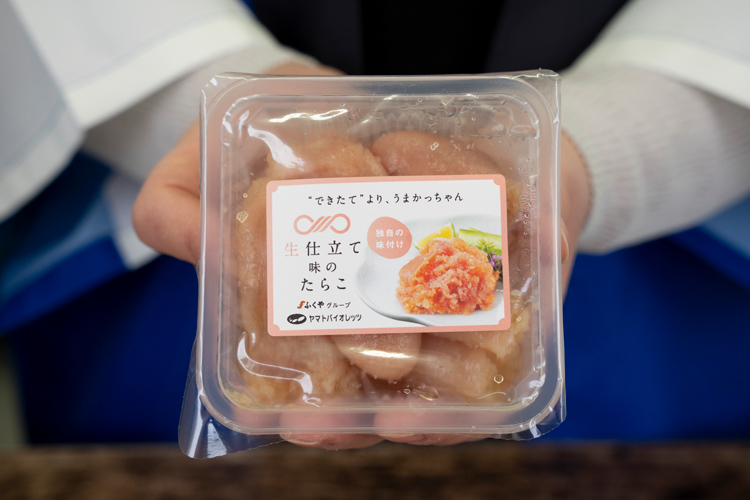 “できたて”より、うまかっちゃん
独自の
味付け
生仕立て
味の
たらこ
ふくやグループ
ヤマトバイオレッツ